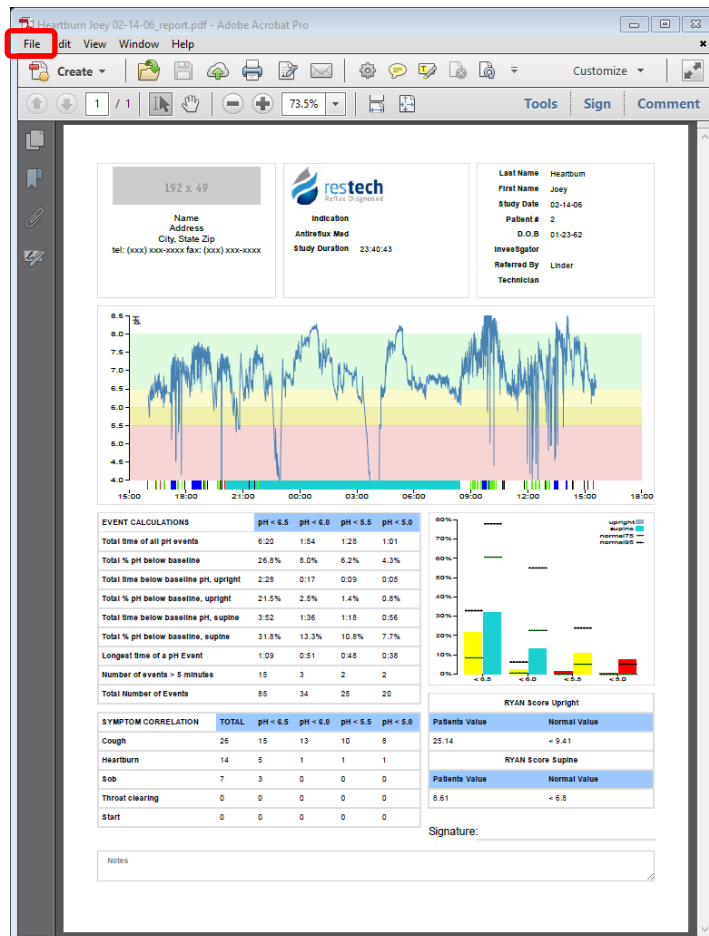 Heartburn Joey 02-14-06_report.pdf - Adobe Acrobat Pro
File Edit View Window Help
Create Customize
1 / 1 73.5% Tools Sign Comment
192 x 49
Name
Address
City, State Zip
tel: (xxx) xxx-xxxx fax: (xxx) xxx-xxxx
restech
Reflux Diagnosed
Indication
Antireflux Med
Study Duration 23:40:43
Last Name Heartburn
First Name Joey
Study Date 02-14-06
Patient # 2
D.O.B 01-23-62
Investigator
Referred By Linder
Technician
pH
8.5
8.0
7.5
7.0
6.5
6.0
5.5
5.0
4.5
4.0
15:00 18:00 21:00 00:00 03:00 06:00 09:00 12:00 15:00 18:00
EVENT CALCULATIONS pH < 6.5 pH < 6.0 pH < 5.5 pH < 5.0
Total time of all pH events 6:20 1:54 1:28 1:01
Total % pH below baseline 26.8% 8.0% 6.2% 4.3%
Total time below baseline pH, upright 2:28 0:17 0:09 0:05
Total % pH below baseline, upright 21.5% 2.5% 1.4% 0.8%
Total time below baseline pH, supine 3:52 1:36 1:18 0:56
Total % pH below baseline, supine 31.8% 13.3% 10.8% 7.7%
Longest time of a pH Event 1:09 0:51 0:48 0:38
Number of events > 5 minutes 15 3 2 2
Total Number of Events 85 34 25 20
SYMPTOM CORRELATION TOTAL pH < 6.5 pH < 6.0 pH < 5.5 pH < 5.0
Cough 26 15 13 10 8
Heartburn 14 5 1 1 1
Sob 7 3 0 0 0
Throat clearing 0 0 0 0 0
Start 0 0 0 0 0
80%
70%
60%
50%
40%
30%
20%
10%
0%
upright
supine
normal75
normal95
<6.5 <6.0 <5.5 <5.0
RYAN Score Upright
Patients Value Normal Value
25.14 < 9.41
RYAN Score Supine
Patients Value Normal Value
8.61 < 6.8
Signature:
Notes